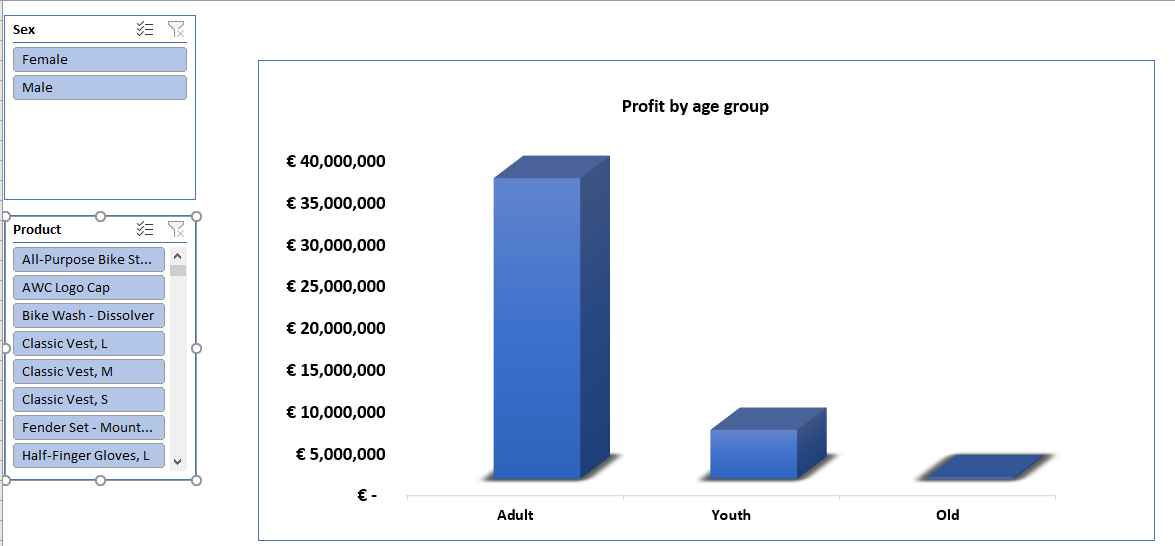 Sex
Female
Male
Product
All-Purpose Bike St...
AWC Logo Cap
Bike Wash - Dissolver
Classic Vest, L
Classic Vest, M
Classic Vest, S
Fender Set - Mount...
Half-Finger Gloves, L
Profit by age group
€ 40,000,000
€ 35,000,000
€ 30,000,000
€ 25,000,000
€ 20,000,000
€ 15,000,000
€ 10,000,000
€ 5,000,000
€ -
Adult Youth Old